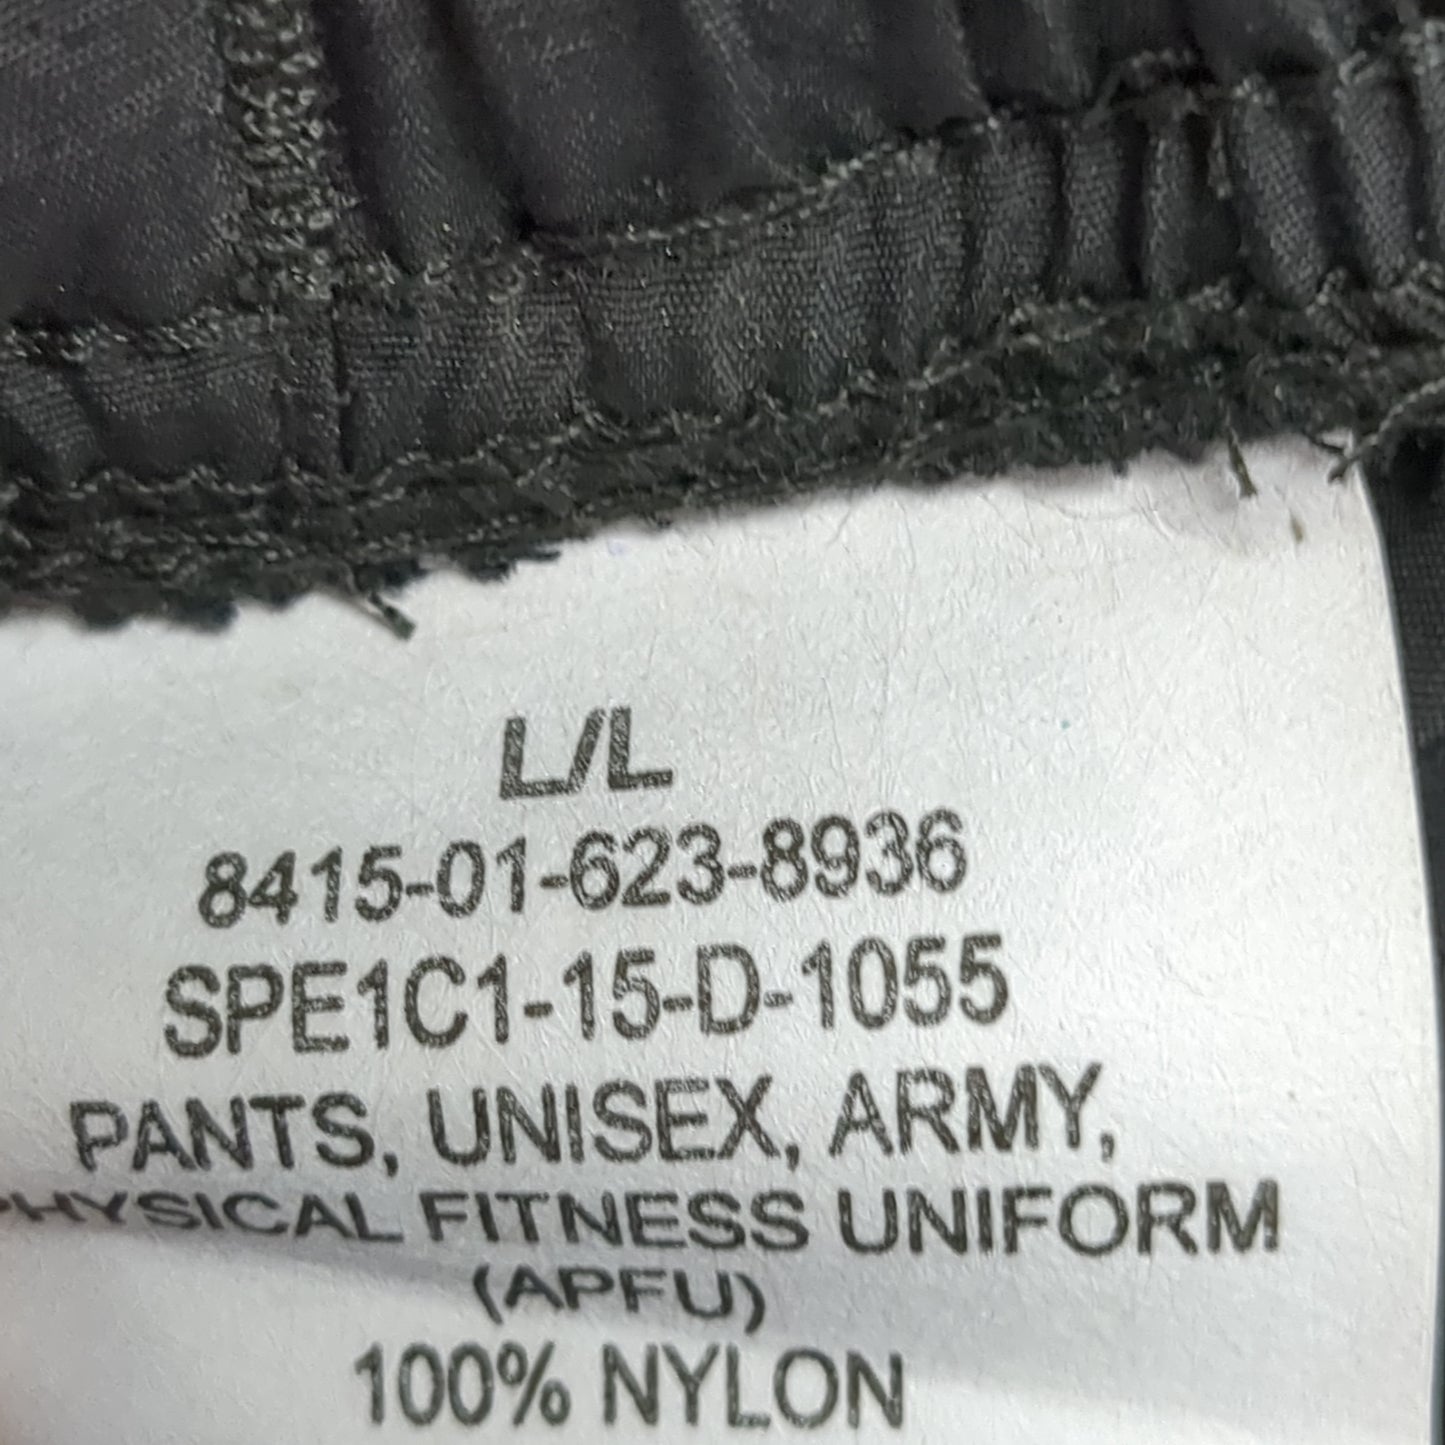 L/L
8415-01-623-8936
SPE1C1-15-D-1055
PANTS, UNISEX, ARMY,
PHYSICAL FITNESS UNIFORM
(APFU)
100% NYLON